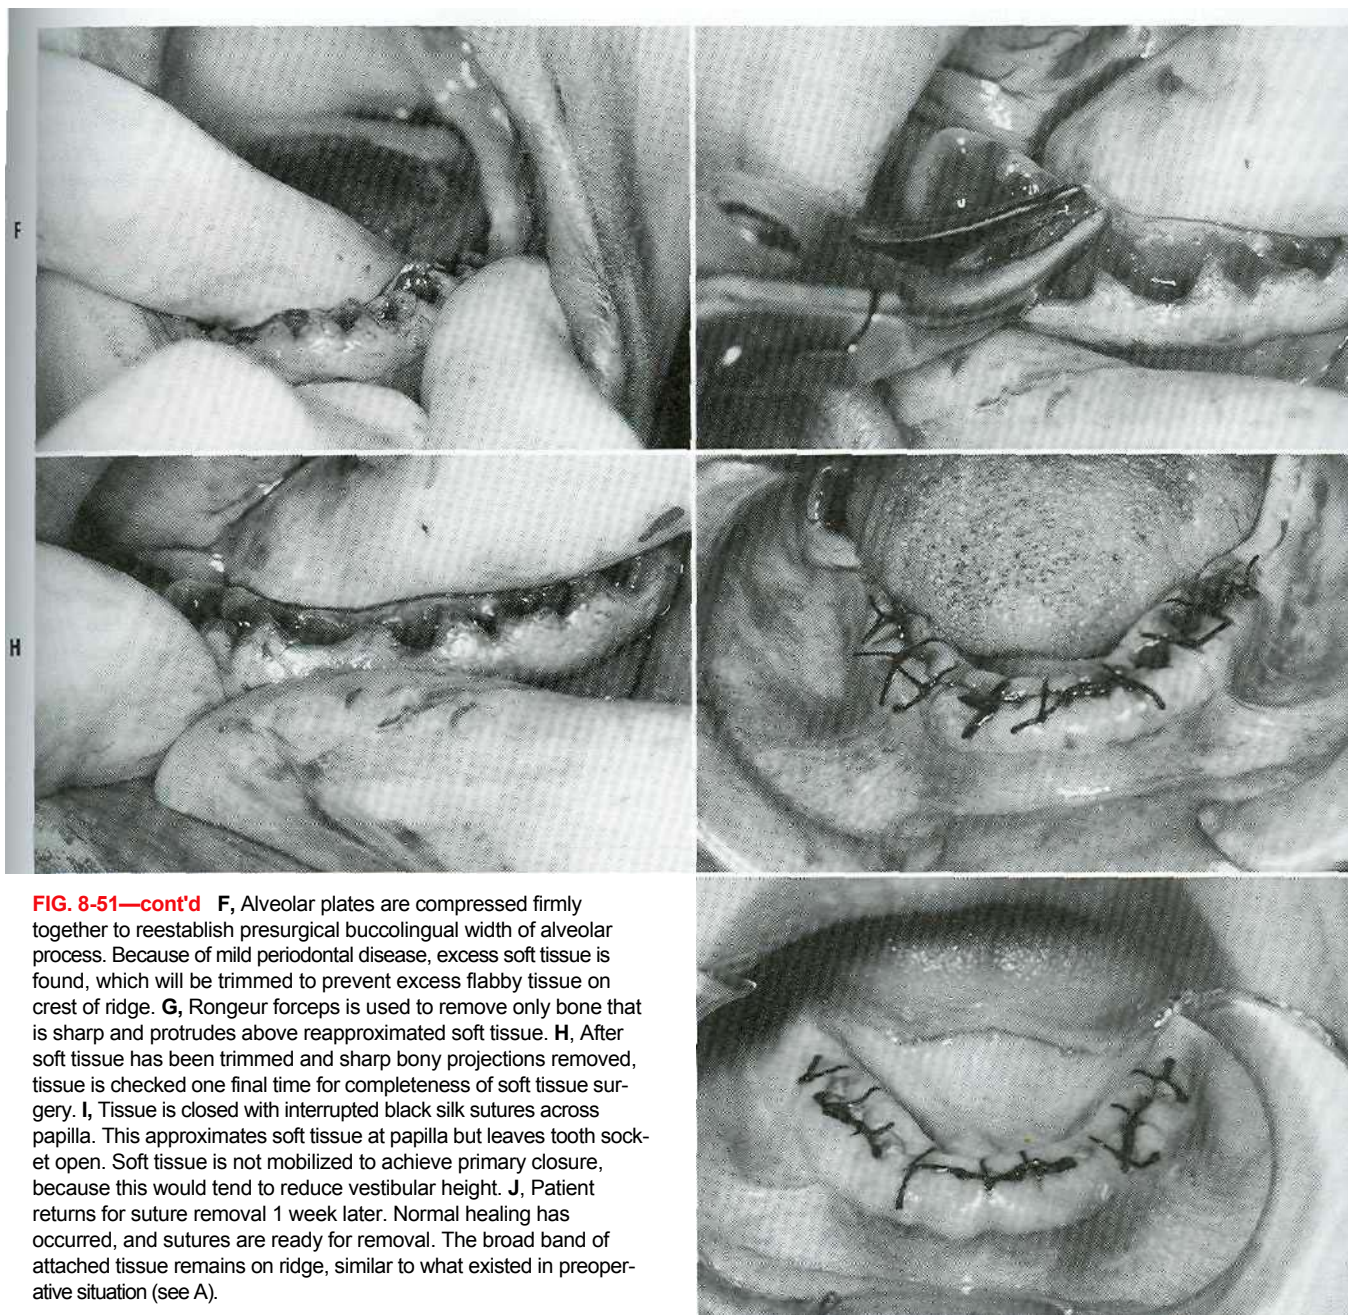 F
H
FIG. 8-51—cont'd F, Alveolar plates are compressed firmly
together to reestablish presurgical buccolingual width of alveolar
process. Because of mild periodontal disease, excess soft tissue is
found, which will be trimmed to prevent excess flabby tissue on
crest of ridge. G, Rongeur forceps is used to remove only bone that
is sharp and protrudes above reapproximated soft tissue. H, After
soft tissue has been trimmed and sharp bony projections removed,
tissue is checked one final time for completeness of soft tissue sur-
gery. I, Tissue is closed with interrupted black silk sutures across
papilla. This approximates soft tissue at papilla but leaves tooth sock-
et open. Soft tissue is not mobilized to achieve primary closure,
because this would tend to reduce vestibular height. J, Patient
returns for suture removal 1 week later. Normal healing has
occurred, and sutures are ready for removal. The broad band of
attached tissue remains on ridge, similar to what existed in preoper-
ative situation (see A).